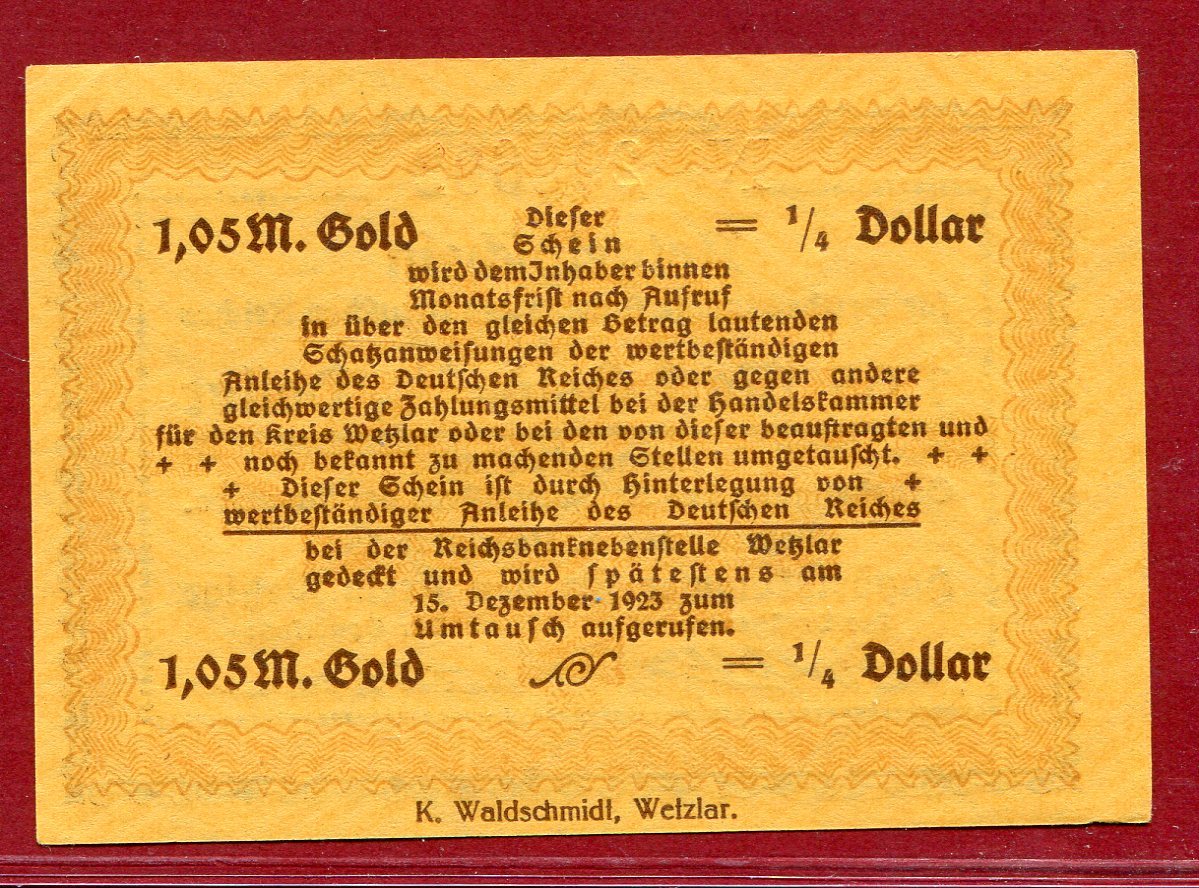 1,05 M. Gold = 1/4 Dollar
Dieser
Schein
wird dem Inhaber binnen
Monatsfrist nach Aufruf
in über den gleichen Betrag lautenden
Schatzanweisungen der wertbeständigen
Anleihe des Deutschen Reiches oder gegen andere
gleichwertige Zahlungsmittel bei der Handelskammer
für den Kreis Wetzlar oder bei den von dieser beauftragten und
+ + noch bekannt zu machenden Stellen umgetauscht. + +
+ Dieser Schein ist durch Hinterlegung von +
wertbeständiger Anleihe des Deutschen Reiches
bei der Reichsbanknebenstelle Wetzlar
gedeckt und wird spätestens am
15. Dezember 1923 zum
Umtausch aufgerufen.
1,05 M. Gold = 1/4 Dollar
K. Waldschmidt, Wetzlar.